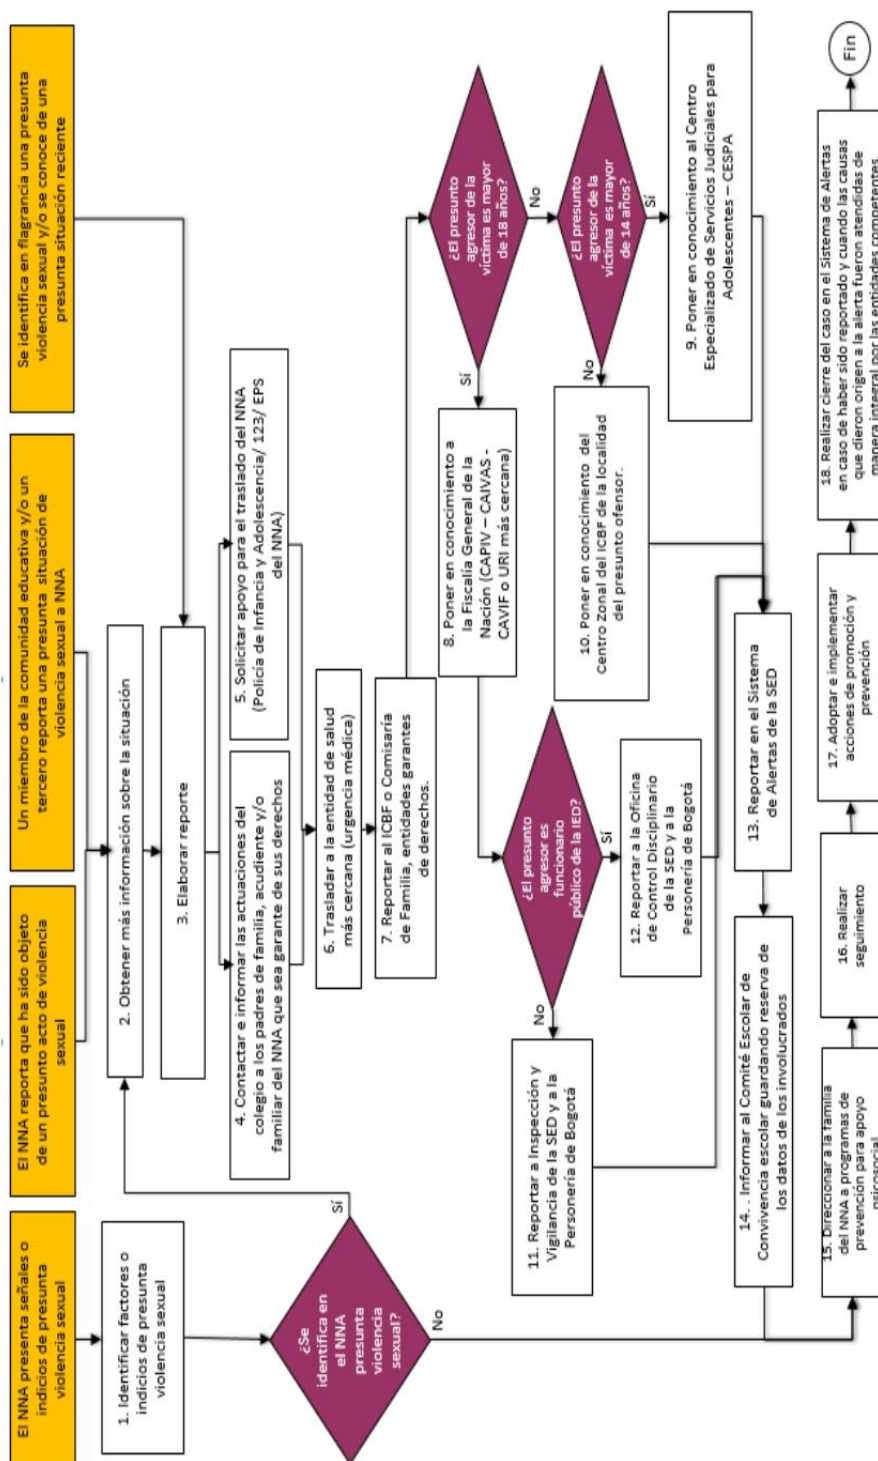 El NNA presenta señales o
indicios de presunta
violencia sexual
El NNA reporta que ha sido objeto
de un presunto acto de violencia
sexual
Un miembro de la comunidad educativa y/o un
tercero reporta una presunta situación de
violencia sexual a NNA
Se identifica en flagrancia una presunta
violencia sexual y/o se conoce de una
presunta situación reciente
1. Identificar factores o
indicios de presunta
violencia sexual
2. Obtener más información sobre la situación
3. Elaborar reporte
¿Se
identifica en
el NNA
presunta
violencia
sexual?
Sí
No
4. Contactar e informar las actuaciones del
colegio a los padres de familia, acudiente y/o
familiar del NNA que sea garante de sus derechos
5. Solicitar apoyo para el traslado del NNA
(Policía de Infancia y Adolescencia/ 123/ EPS
del NNA)
6. Trasladar a la entidad de salud
más cercana (urgencia médica)
7. Reportar al ICBF o Comisaría
de Familia, entidades garantes
de derechos.
¿El presunto
agresor de la
víctima es mayor
de 18 años?
Sí
No
8. Poner en conocimiento a
la Fiscalía General de la
Nación (CAPIV – CAIVAS -
CAVIF o URI más cercana)
¿El presunto
agresor de la
víctima es mayor
de 14 años?
No
Sí
9. Poner en conocimiento al Centro
Especializado de Servicios Judiciales para
Adolescentes – CESPA
10. Poner en conocimiento del
Centro Zonal del ICBF de la localidad
del presunto ofensor.
¿El presunto
agresor es
funcionario
público de la IED?
No
Sí
11. Reportar a Inspección y
Vigilancia de la SED y a la
Personería de Bogotá
12. Reportar a la Oficina
de Control Disciplinario
de la SED y a la
Personería de Bogotá
13. Reportar en el Sistema
de Alertas de la SED
14. . Informar al Comité Escolar de
Convivencia escolar guardando reserva de
los datos de los involucrados
15. Direccionar a la familia
del NNA a programas de
prevención para apoyo
psicosocial
16. Realizar
seguimiento
17. Adoptar e implementar
acciones de promoción y
prevención
18. Realizar cierre del caso en el Sistema de Alertas
en caso de haber sido reportado y cuando las causas
que dieron origen a la alerta fueron atendidas de
manera integral por las entidades competentes.
Fin